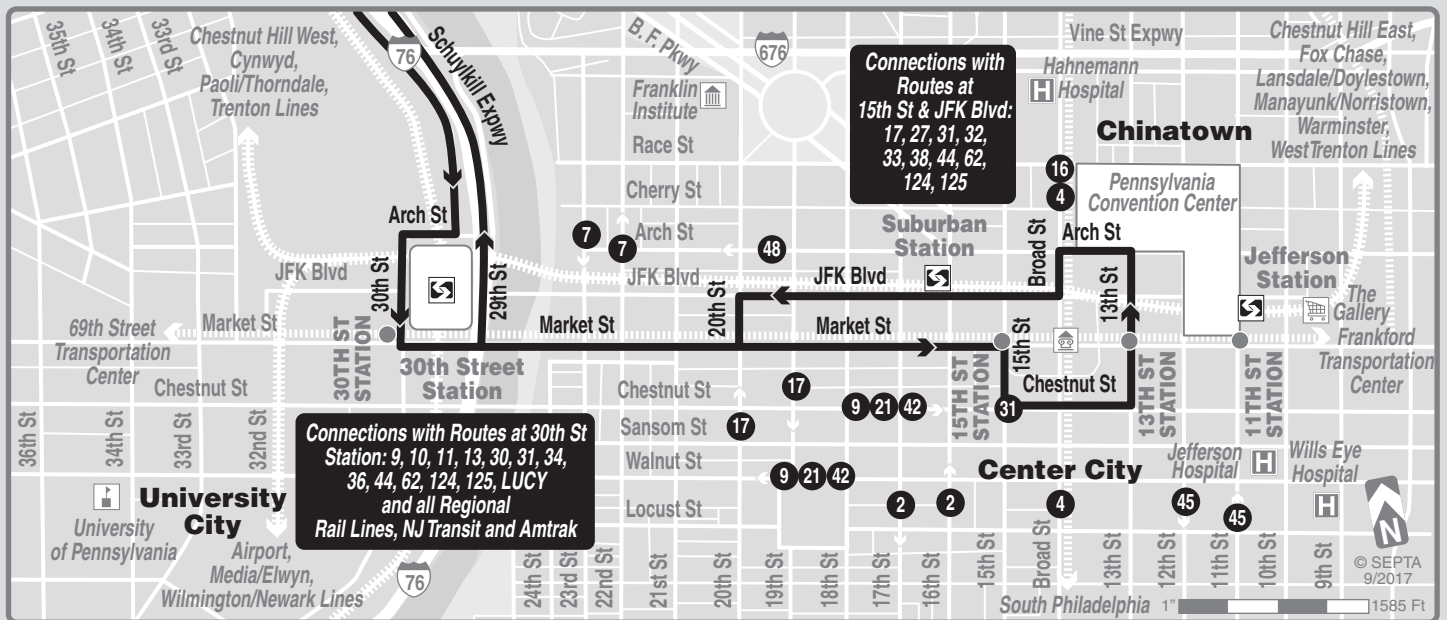 35th St
34th St
33rd St
Chestnut Hill West,
Cynwyd,
Paoli/Thorndale,
Trenton Lines
76
Schuylkill Expwy
B. F. Pkwy
676
Franklin
Institute
Race St
Cherry St
Arch St
JFK Blvd
Connections with
Routes at
15th St & JFK Blvd:
17, 27, 31, 32,
33, 38, 44, 62,
124, 125
Vine St Expwy
Hahnemann
Hospital
H
Chinatown
Chestnut Hill East,
Fox Chase,
Lansdale/Doylestown,
Manayunk/Norristown,
Warminster,
West Trenton Lines
16
4
Pennsylvania
Convention Center
Arch St
JFK Blvd
30th St
29th St
7
7
48
Suburban
Station
JFK Blvd
Broad St
Arch St
13th St
Jefferson
Station
The
Gallery
69th Street
Transportation
Center
Market St
30TH ST
STATION
30th Street
Station
Market St
20th St
Market St
15th St
15TH ST
STATION
Chestnut St
31
13TH ST
STATION
11TH ST
STATION
Frankford
Transportation
Center
Chestnut St
36th St
34th St
33rd St
32nd St
Chestnut St
Sansom St
Walnut St
Locust St
17
17
9 21 42
9 21 42
2
2
4
45
45
Center City
Jefferson
Hospital
H
Wills Eye
Hospital
H
Connections with Routes at 30th St
Station: 9, 10, 11, 13, 30, 31, 34,
36, 44, 62, 124, 125, LUCY
and all Regional
Rail Lines, NJ Transit and Amtrak
University
City
University
of Pennsylvania
Airport,
Media/Elwyn,
Wilmington/Newark Lines
76
24th St
23rd St
22nd St
21st St
20th St
19th St
18th St
17th St
16th St
15th St
Broad St
13th St
12th St
11th St
10th St
9th St
N
© SEPTA
9/2017
South Philadelphia
1" 1585 Ft